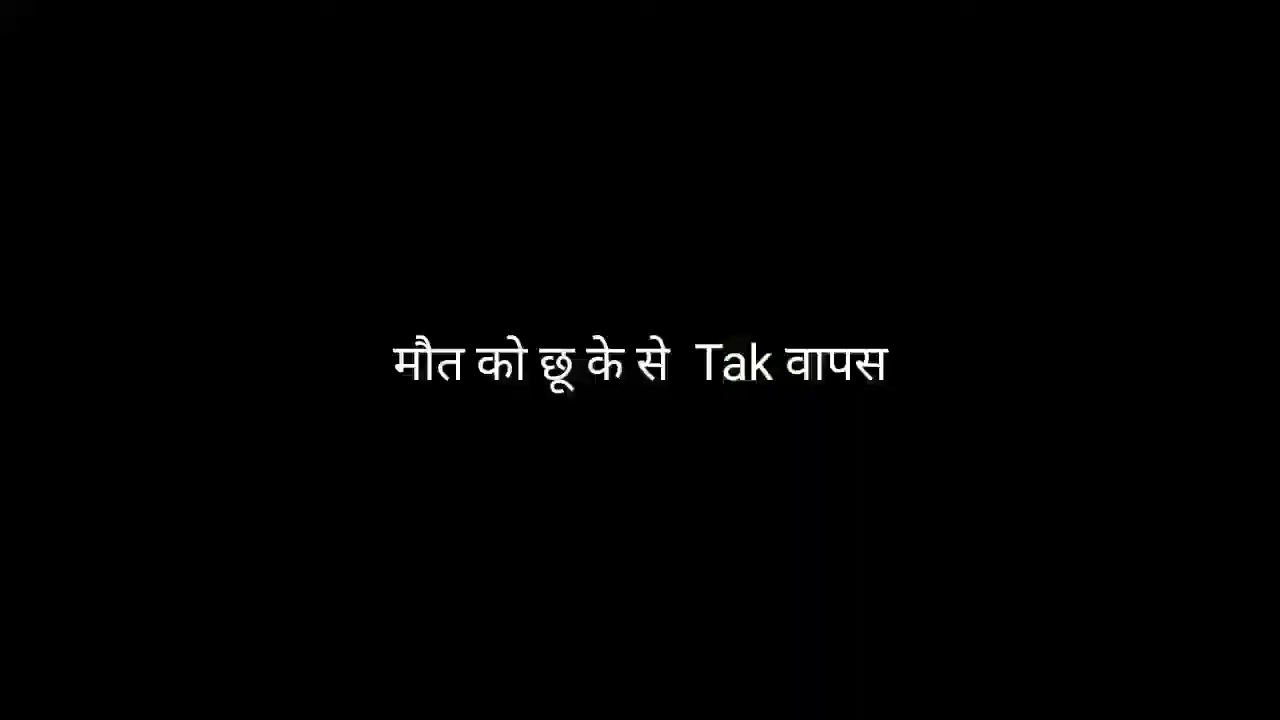 मौत को छू के से  Tak वापस